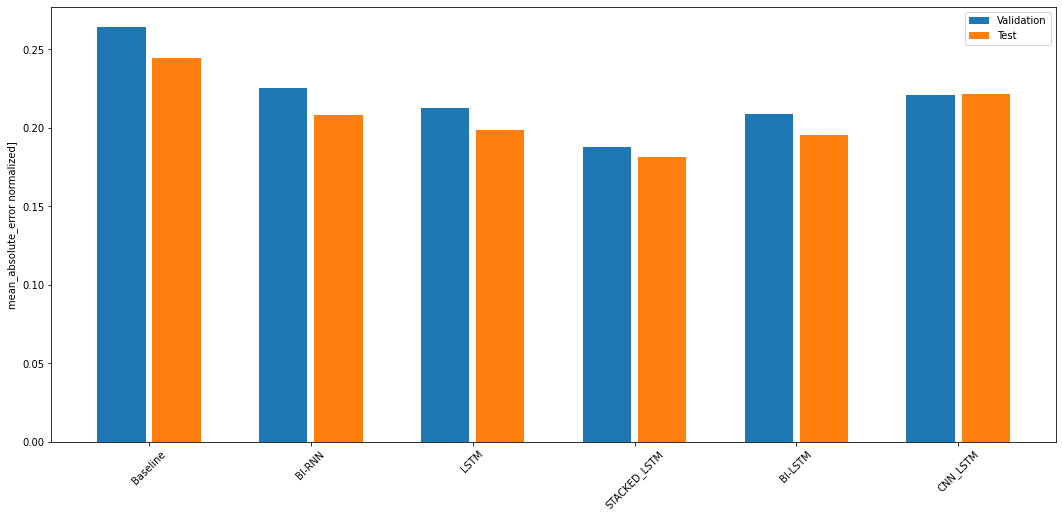 Validation
Test
mean_absolute_error normalized]
0.25
0.20
0.15
0.10
0.05
0.00
Baseline
BI-RNN
LSTM
STACKED_LSTM
BI-LSTM
CNN_LSTM